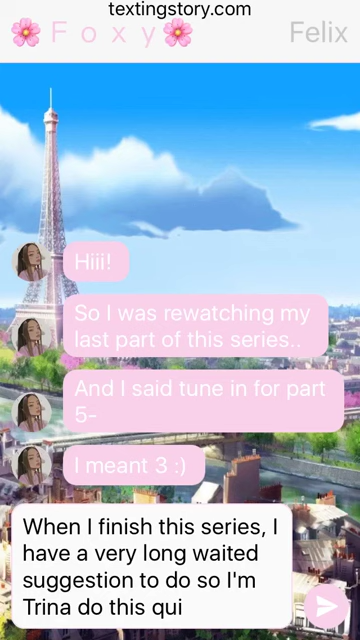 textingstory.com
🌸F o x y🌸 Felix
Hiii!
So I was rewatching my
last part of this series..
And I said tune in for part
5-
I meant 3 :)
When I finish this series, I
have a very long waited
suggestion to do so I'm
Trina do this qui